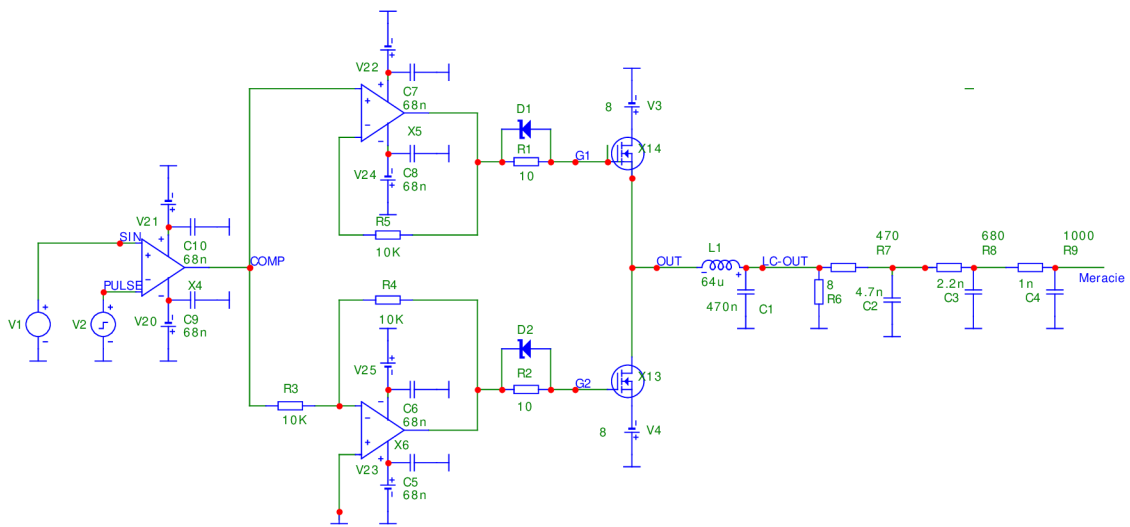 V22
C7
68n
X5
V24
C8
68n
R5
10K
D1
R1
10
G1
8
V3
X14
V21
SIN
C10
68n
PULSE
X4
V20
C9
68n
V1
V2
COMP
R4
10K
V25
C6
68n
R3
10K
X6
V23
C5
68n
D2
R2
10
G2
X13
8
V4
OUT
L1
64u
LC-OUT
470n
C1
8
R6
470
R7
4.7n
C2
680
R8
2.2n
C3
1000
R9
1n
C4
Meracie